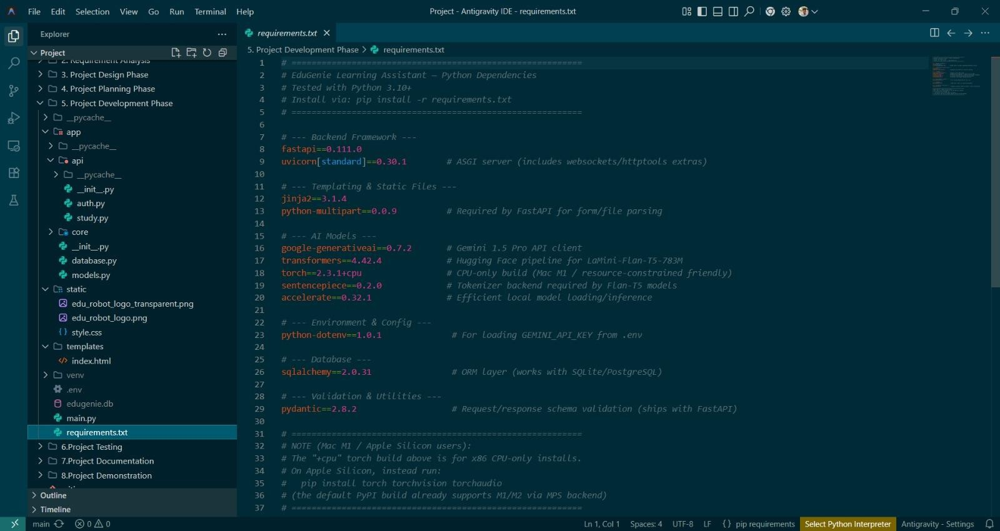 File Edit Selection View Go Run Terminal Help
Project - Antigravity IDE - requirements.txt
Explorer
Project
2. Requirement Analysis
3. Project Design Phase
4. Project Planning Phase
5. Project Development Phase
__pycache__
app
__pycache__
api
__pycache__
__init__.py
auth.py
study.py
core
__init__.py
database.py
models.py
static
edu_robot_logo_transparent.png
edu_robot_logo.png
style.css
templates
index.html
venv
.env
edugenie.db
main.py
requirements.txt
6.Project Testing
7.Project Documentation
8.Project Demonstration
Outline
Timeline
requirements.txt
5. Project Development Phase > requirements.txt
1 # ==========================================================
2 # EduGenie Learning Assistant — Python Dependencies
3 # Tested with Python 3.10+
4 # Install via: pip install -r requirements.txt
5 # ==========================================================
6
7 # --- Backend Framework ---
8 fastapi==0.111.0
9 uvicorn[standard]==0.30.1 # ASGI server (includes websockets/httptools extras)
10
11 # --- Templating & Static Files ---
12 jinja2==3.1.4
13 python-multipart==0.0.9 # Required by FastAPI for form/file parsing
14
15 # --- AI Models ---
16 google-generativeai==0.7.2 # Gemini 1.5 Pro API client
17 transformers==4.42.4 # Hugging Face pipeline for LaMini-Flan-T5-783M
18 torch==2.3.1+cpu # CPU-only build (Mac M1 / resource-constrained friendly)
19 sentencepiece==0.2.0 # Tokenizer backend required by Flan-T5 models
20 accelerate==0.32.1 # Efficient local model loading/inference
21
22 # --- Environment & Config ---
23 python-dotenv==1.0.1 # For loading GEMINI_API_KEY from .env
24
25 # --- Database ---
26 sqlalchemy==2.0.31 # ORM layer (works with SQLite/PostgreSQL)
27
28 # --- Validation & Utilities ---
29 pydantic==2.8.2 # Request/response schema validation (ships with FastAPI)
30
31 # ==========================================================
32 # NOTE (Mac M1 / Apple Silicon users):
33 # The "+cpu" torch build above is for x86 CPU-only installs.
34 # On Apple Silicon, instead run:
35 #   pip install torch torchvision torchaudio
36 # (the default PyPI build already supports M1/M2 via MPS backend)
37 # ==========================================================
main 0 0 Ln 1, Col 1 Spaces: 4 UTF-8 LF {} pip requirements Select Python Interpreter Antigravity - Settings